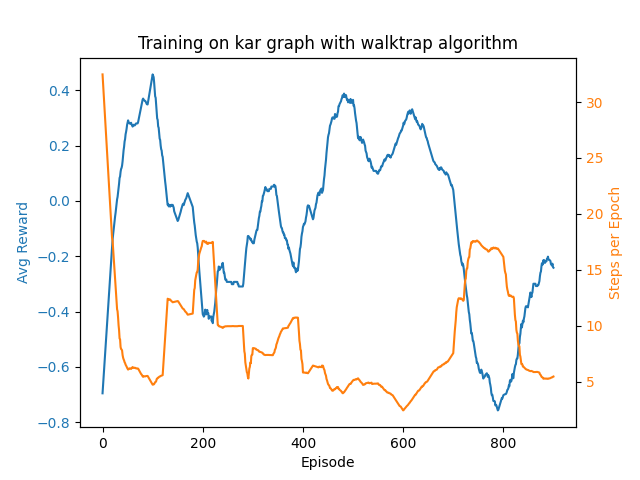 Training on kar graph with walktrap algorithm
0.4
0.2
0.0
−0.2
−0.4
−0.6
−0.8
Avg Reward
30
25
20
15
10
5
Steps per Epoch
0 200 400 600 800
Episode